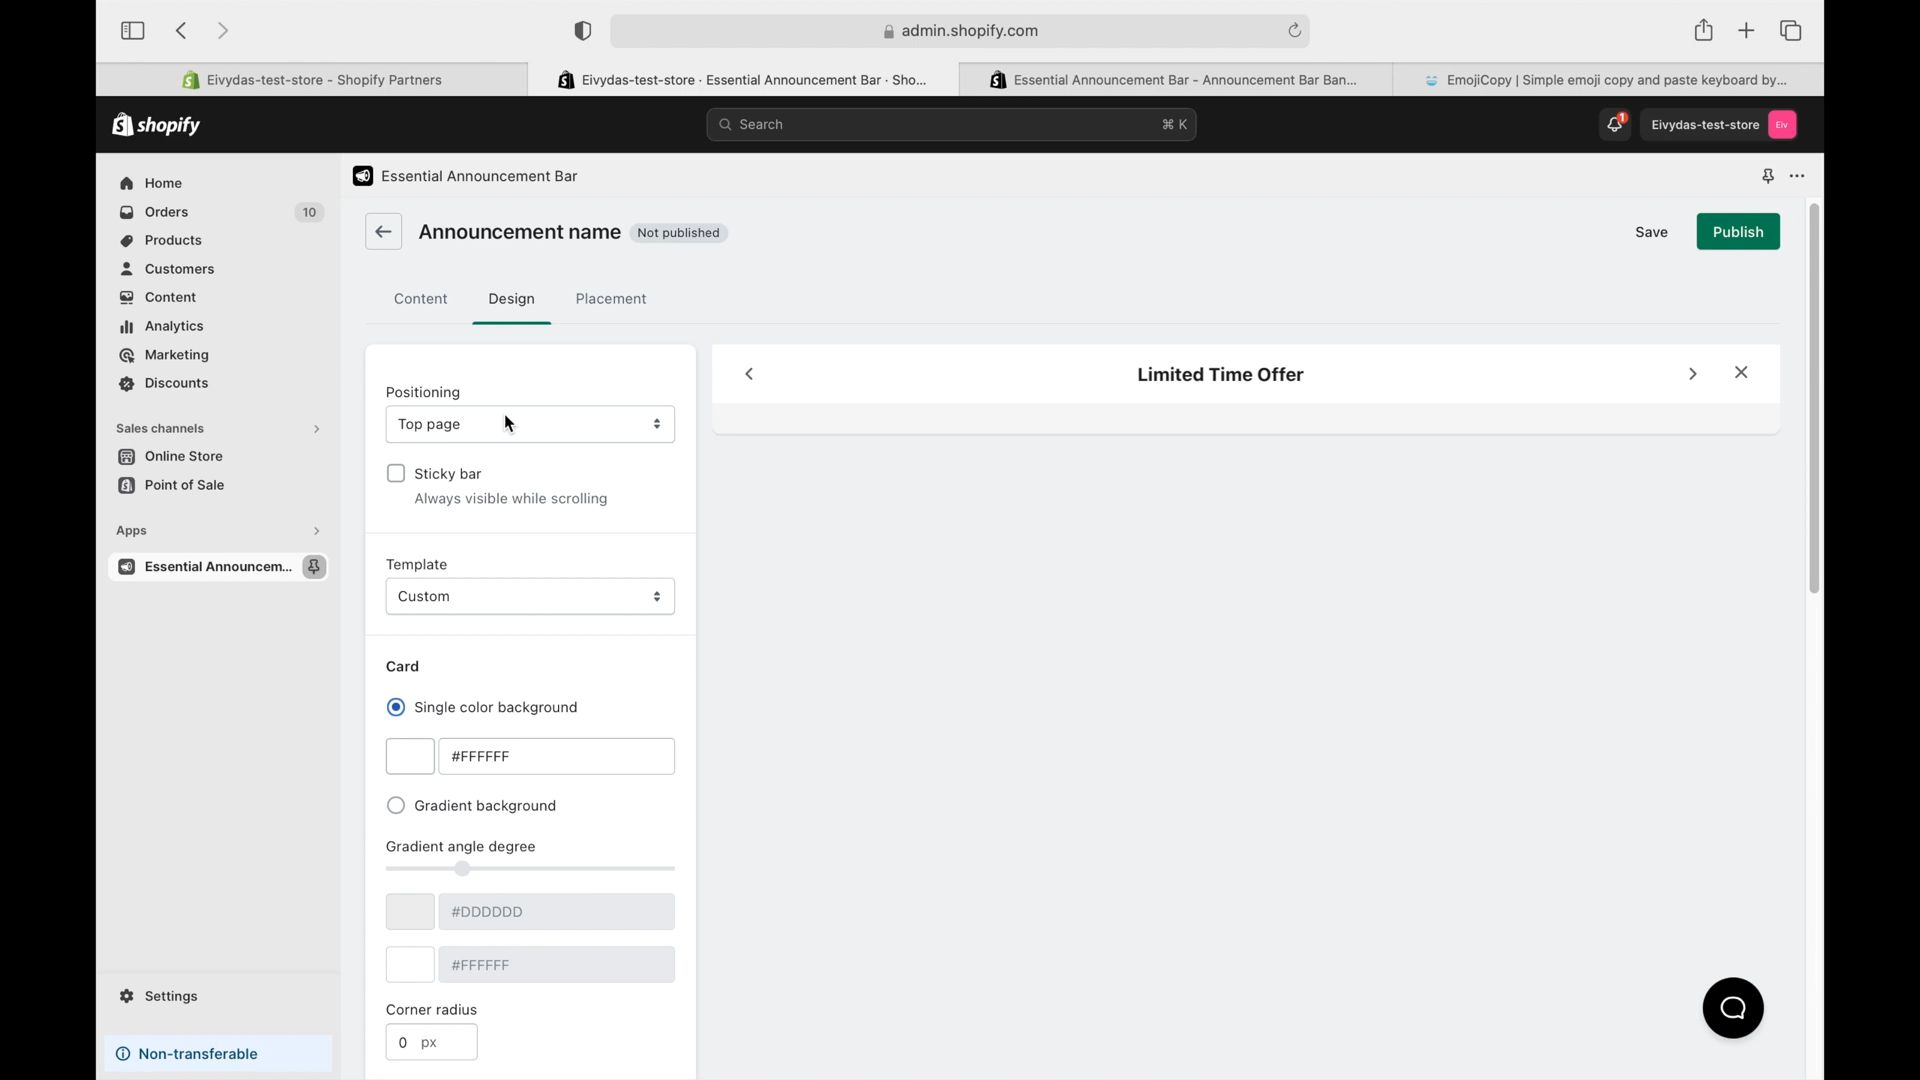 admin.shopify.com
Eivydas-test-store - Shopify Partners
Eivydas-test-store · Essential Announcement Bar · Sho...
Essential Announcement Bar - Announcement Bar Ban...
EmojiCopy | Simple emoji copy and paste keyboard by...
shopify
Search
⌘ K
1
Eivydas-test-store
Eiv
Home
Orders
10
Products
Customers
Content
Analytics
Marketing
Discounts
Sales channels
Online Store
Point of Sale
Apps
Essential Announcem...
Settings
Non-transferable
Essential Announcement Bar
Announcement name
Not published
Save
Publish
Content
Design
Placement
Positioning
Top page
Sticky bar
Always visible while scrolling
Template
Custom
Card
Single color background
#FFFFFF
Gradient background
Gradient angle degree
#DDDDDD
#FFFFFF
Corner radius
0 px
Limited Time Offer